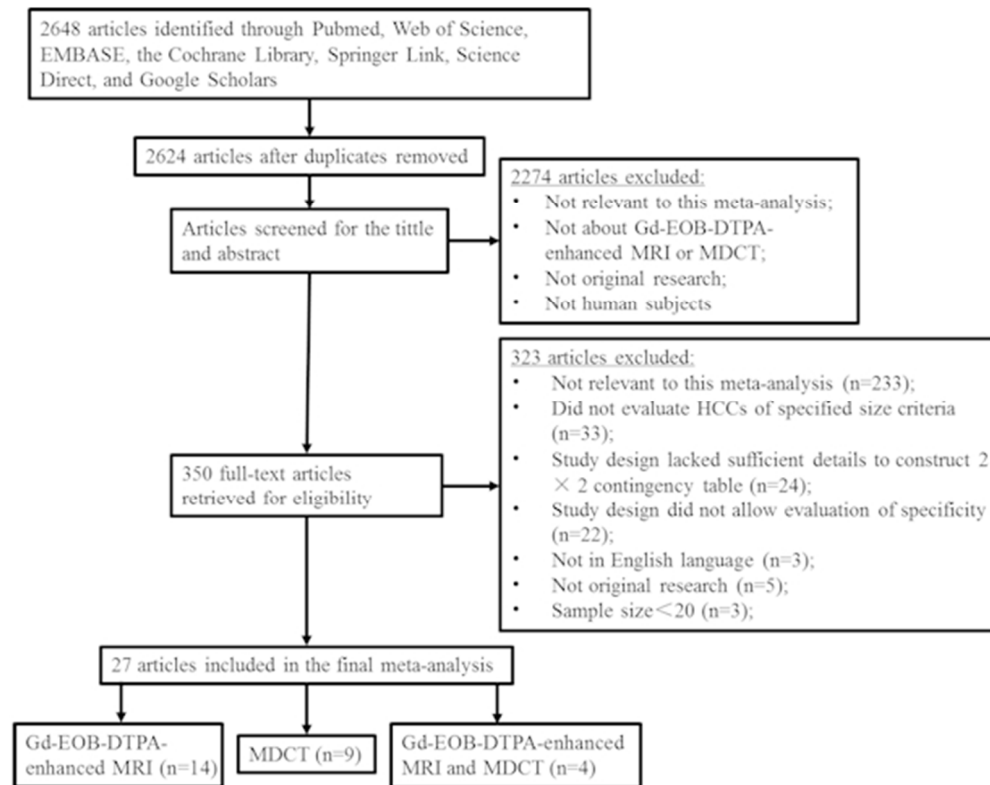 2648 articles identified through Pubmed, Web of Science,
EMBASE, the Cochrane Library, Springer Link, Science
Direct, and Google Scholars
2624 articles after duplicates removed
2274 articles excluded:
• Not relevant to this meta-analysis;
• Not about Gd-EOB-DTPA-
enhanced MRI or MDCT;
• Not original research;
• Not human subjects
Articles screened for the tittle
and abstract
323 articles excluded:
• Not relevant to this meta-analysis (n=233);
• Did not evaluate HCCs of specified size criteria
(n=33);
• Study design lacked sufficient details to construct 2
× 2 contingency table (n=24);
• Study design did not allow evaluation of specificity
(n=22);
• Not in English language (n=3);
• Not original research (n=5);
• Sample size<20 (n=3);
350 full-text articles
retrieved for eligibility
27 articles included in the final meta-analysis
Gd-EOB-DTPA-
enhanced MRI (n=14)
MDCT (n=9)
Gd-EOB-DTPA-enhanced
MRI and MDCT (n=4)